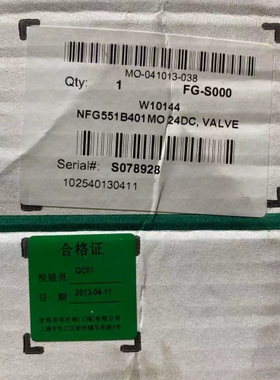 MO-041013-038
Qty: 1 FG-S000
W10144
NFG551B401MO 24DC, VALVE
Serial#: S078928
102540130411
合格证
检验员 QC01
日 期 2013-04-11